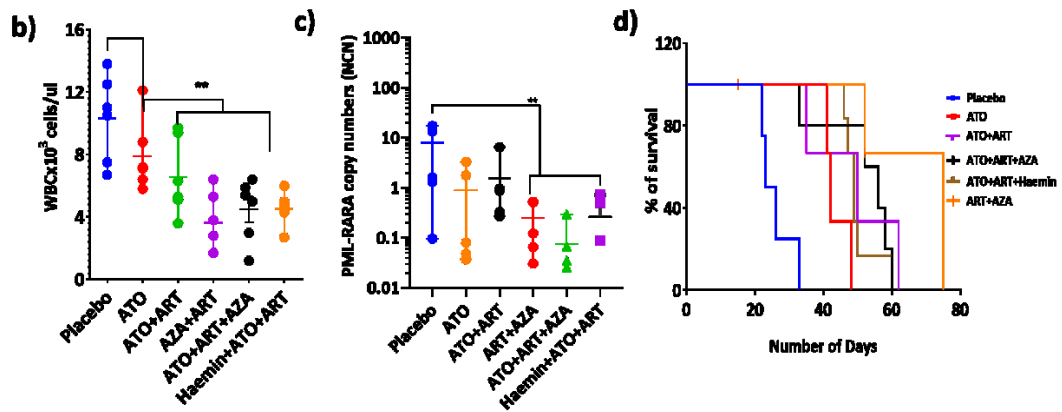 b)
WBCx10³ cells/ul
16
12
8
4
0
**
Placebo
ATO
ATO+ART
AZA+ART
ATO+ART+AZA
Haemin+ATO+ART
c)
PML-RARA copy numbers (NCN)
1000
100
10
1
0.1
0.01
**
Placebo
ATO
ATO+ART
ART+AZA
ATO+ART+AZA
Haemin+ATO+ART
d)
% of survival
120
80
40
0
0
20
40
60
80
Number of Days
Placebo
ATO
ATO+ART
ATO+ART+AZA
ATO+ART+Haemin
ART+AZA